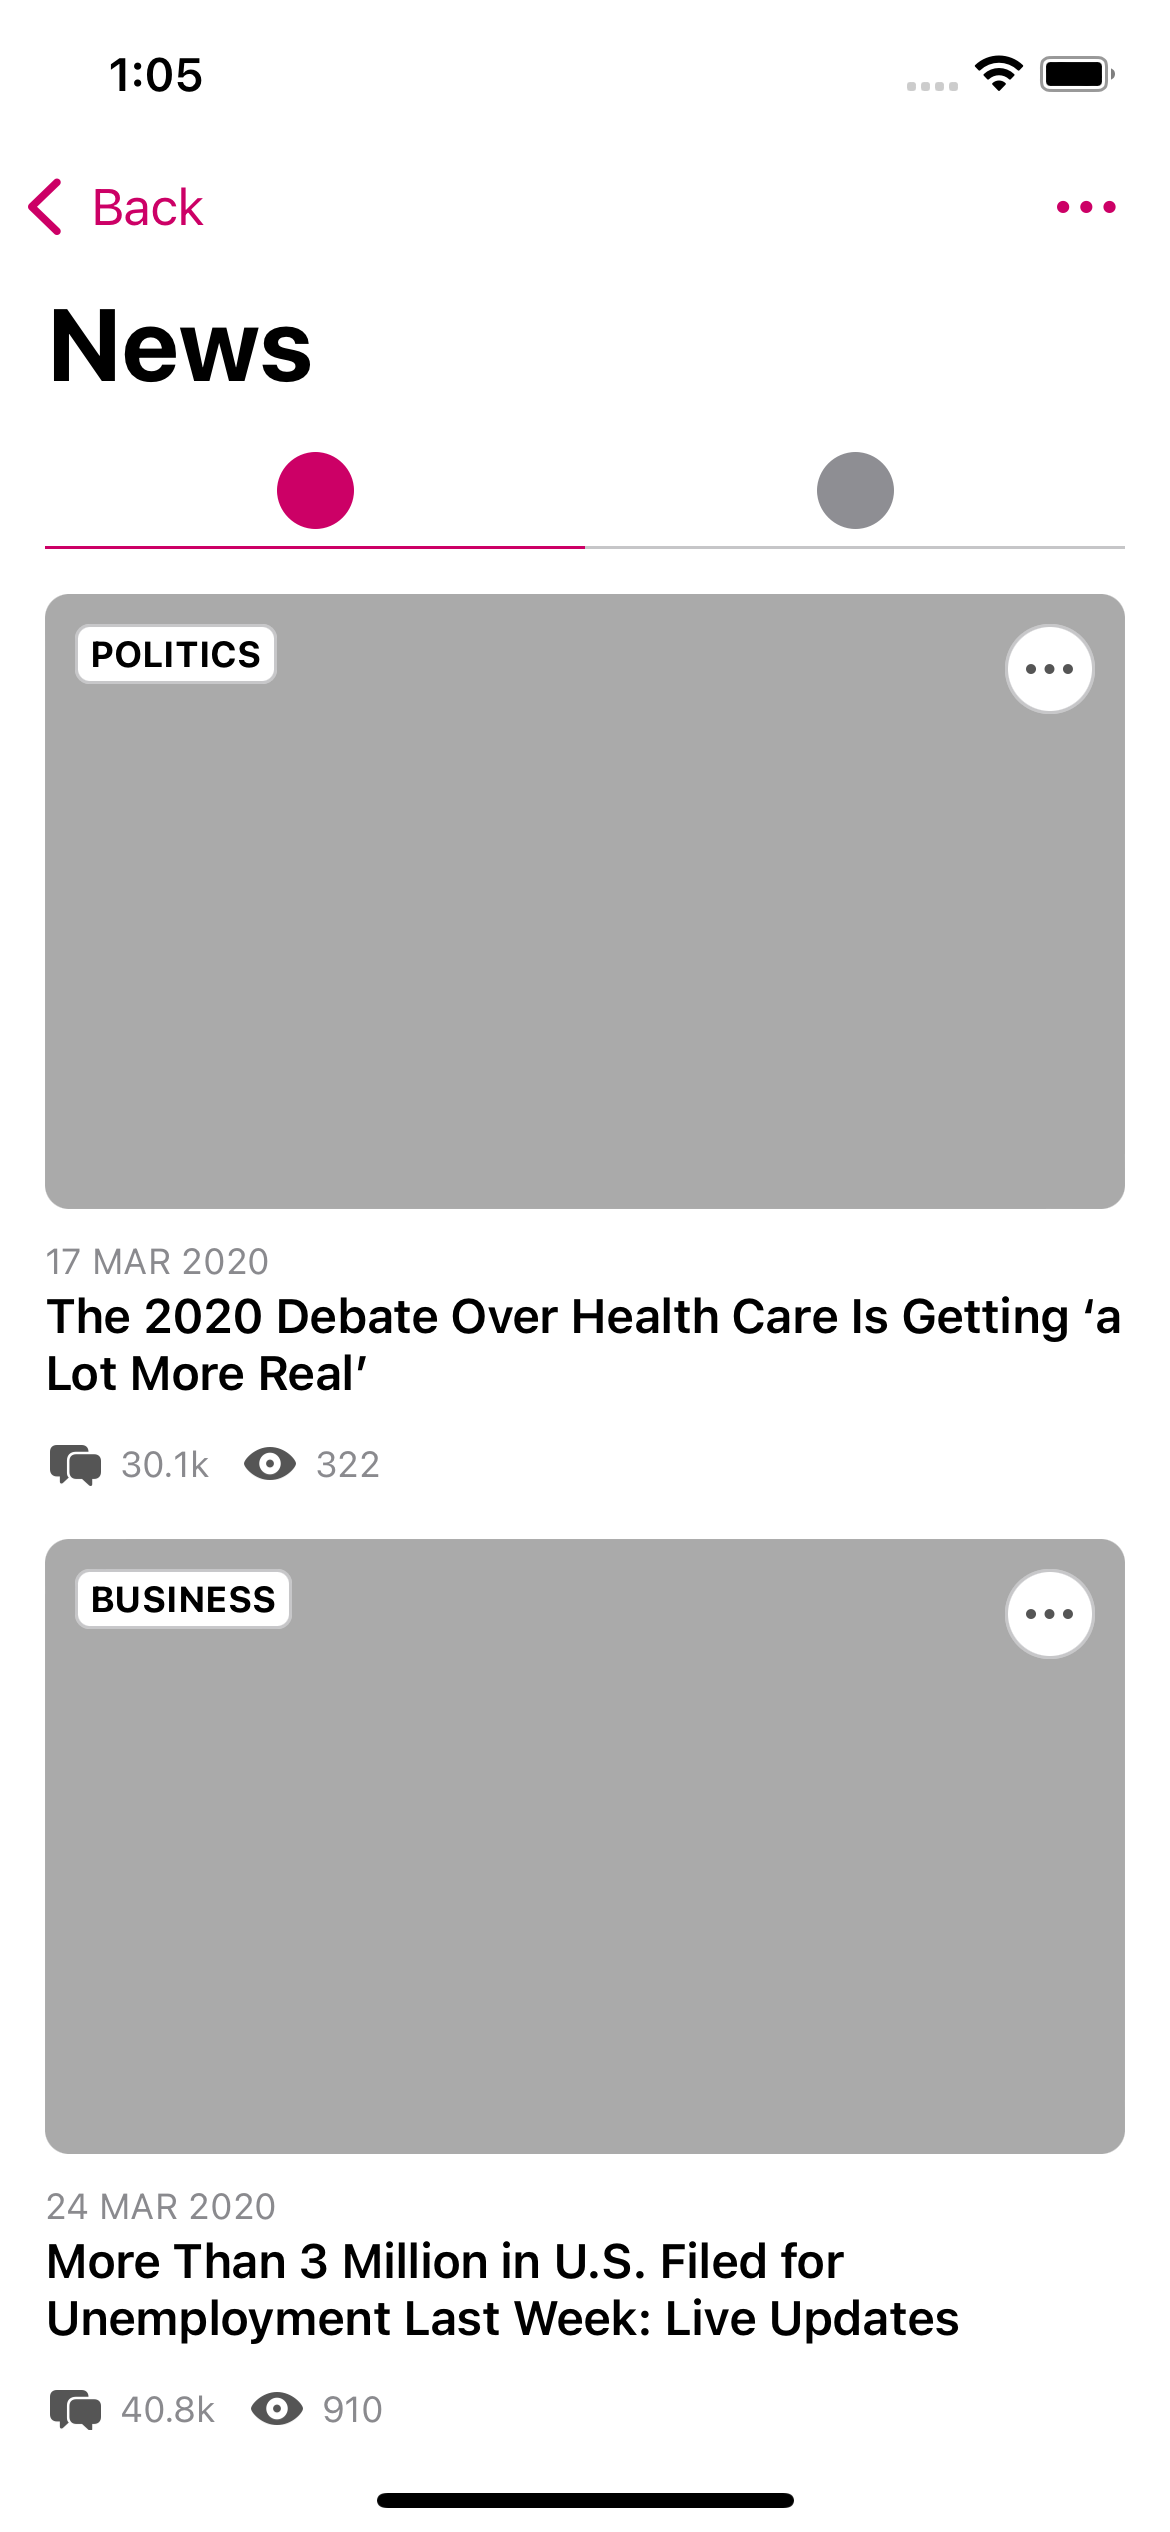 1:05
Back
News
POLITICS
17 MAR 2020
The 2020 Debate Over Health Care Is Getting ‘a
Lot More Real’
30.1k 322
BUSINESS
24 MAR 2020
More Than 3 Million in U.S. Filed for
Unemployment Last Week: Live Updates
40.8k 910